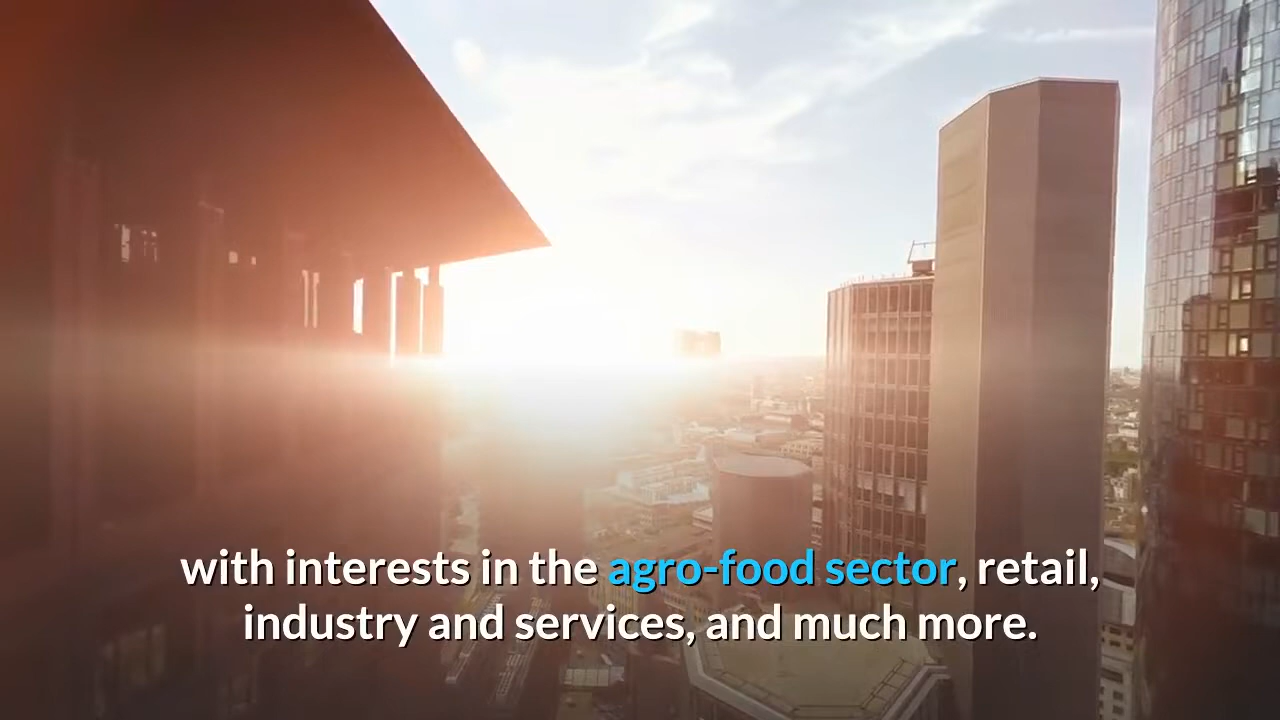 with interests in the agro-food sector, retail,
industry and services, and much more.